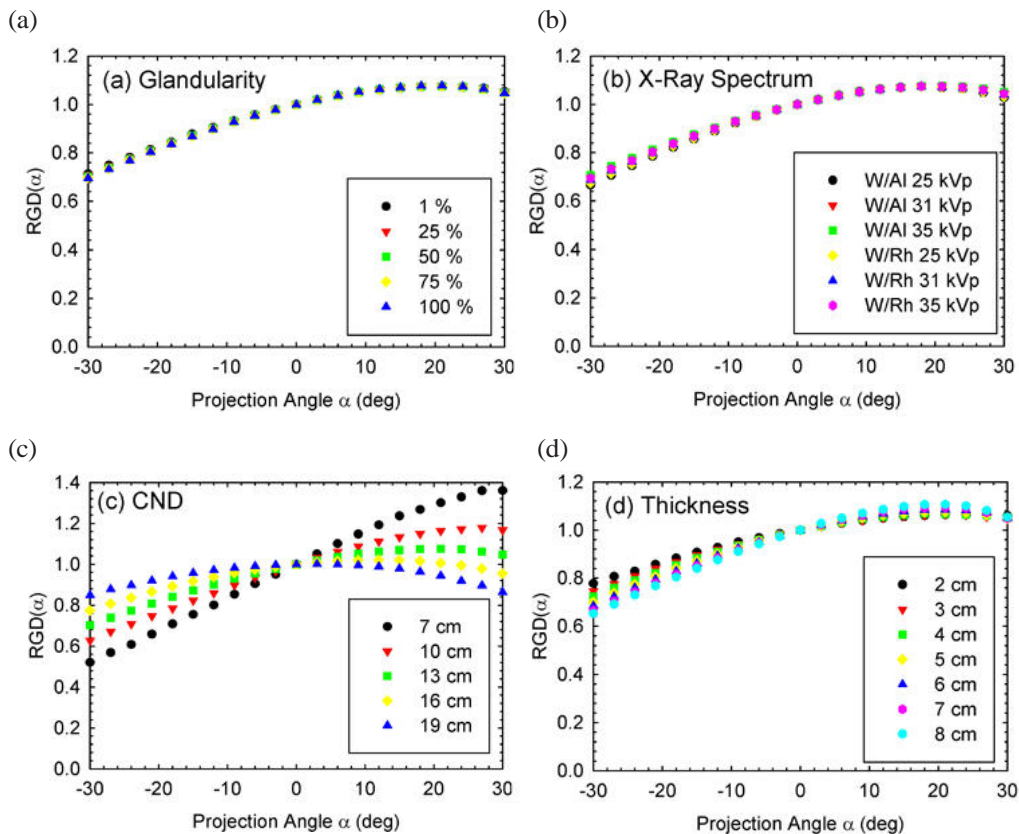 (a)
(b)
(a) Glandularity
1.2
1.0
0.8
0.6
0.4
0.2
0.0
RGD(α)
1 %
25 %
50 %
75 %
100 %
-30 -20 -10 0 10 20 30
Projection Angle α (deg)
(b) X-Ray Spectrum
1.2
1.0
0.8
0.6
0.4
0.2
0.0
RGD(α)
W/Al 25 kVp
W/Al 31 kVp
W/Al 35 kVp
W/Rh 25 kVp
W/Rh 31 kVp
W/Rh 35 kVp
-30 -20 -10 0 10 20 30
Projection Angle α (deg)
(c)
(d)
(c) CND
1.4
1.2
1.0
0.8
0.6
0.4
0.2
0.0
RGD(α)
7 cm
10 cm
13 cm
16 cm
19 cm
-30 -20 -10 0 10 20 30
Projection Angle α (deg)
(d) Thickness
1.2
1.0
0.8
0.6
0.4
0.2
0.0
RGD(α)
2 cm
3 cm
4 cm
5 cm
6 cm
7 cm
8 cm
-30 -20 -10 0 10 20 30
Projection Angle α (deg)